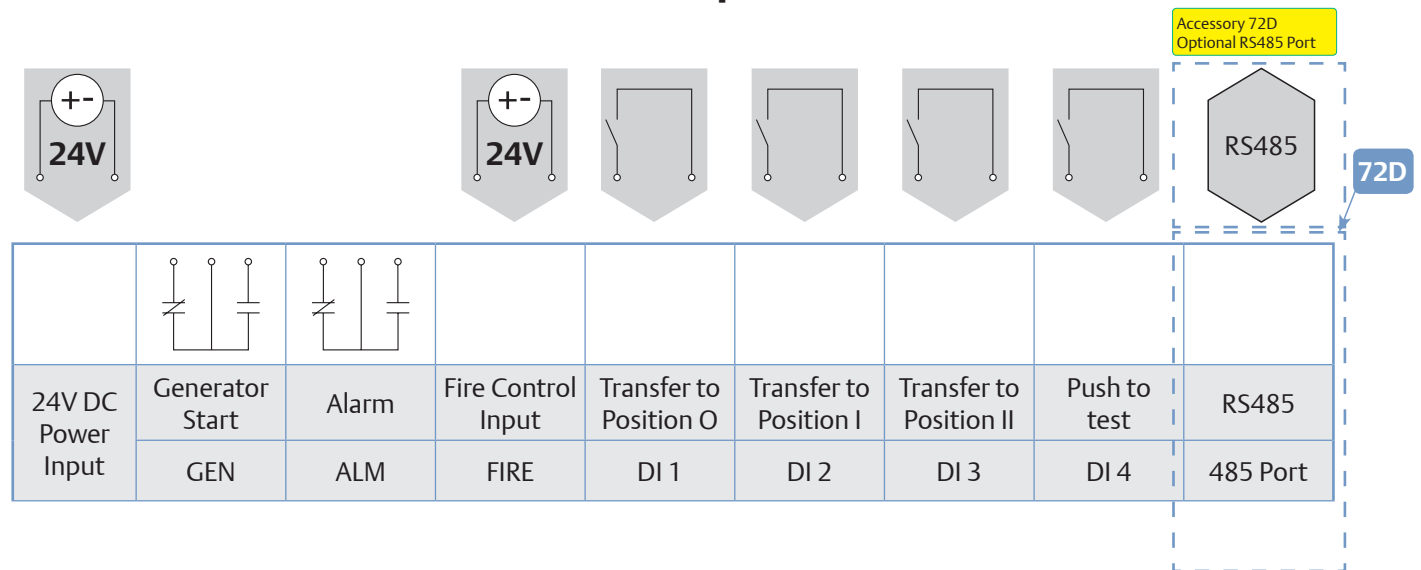 Accessory 72D
Optional RS485 Port
+-
24V
+-
24V
RS485
72D
24V DC
Power
Input
Generator
Start
Alarm
Fire Control
Input
Transfer to
Position O
Transfer to
Position I
Transfer to
Position II
Push to
test
RS485
GEN
ALM
FIRE
DI 1
DI 2
DI 3
DI 4
485 Port